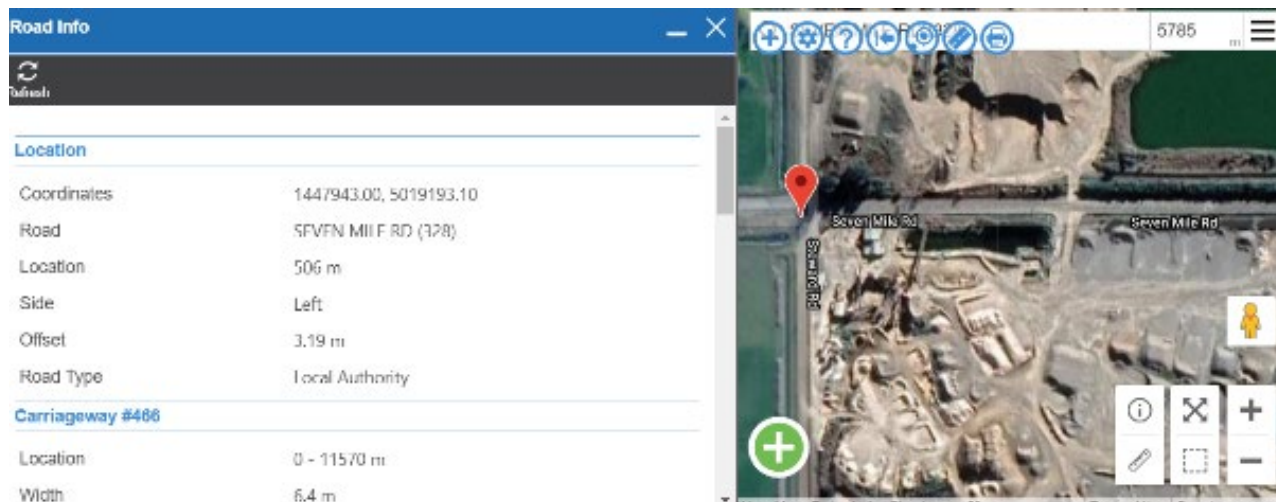 Road Info
Refresh
Location
Coordinates 1447943.00, 5019193.10
Road SEVEN MILE RD (328)
Location 506 m
Side Left
Offset 3.19 m
Road Type Local Authority
Carriageway #466
Location 0 - 11570 m
Width 6.4 m
5785 m
Seven Mile Rd
Seven Mile Rd